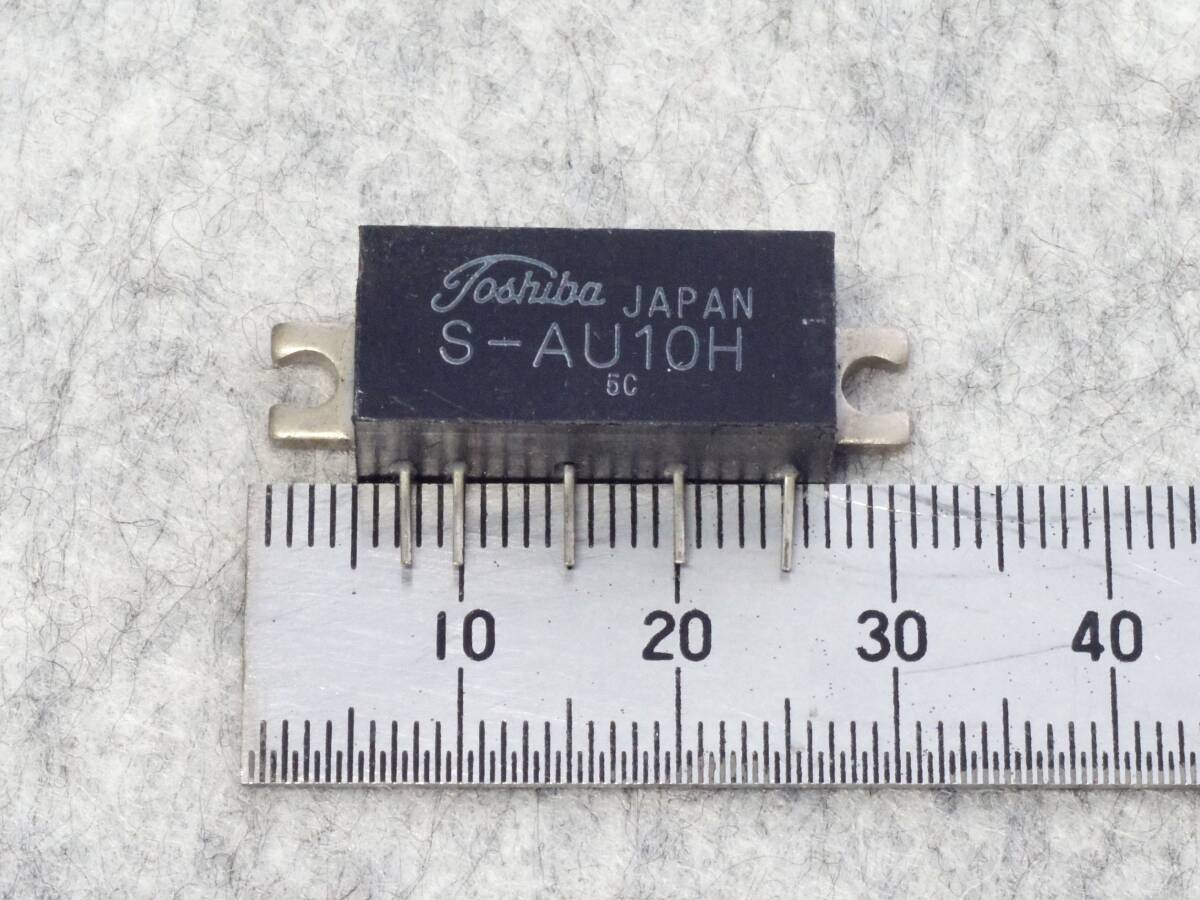 Toshiba JAPAN
S-AU10H
5C
10 20 30 40